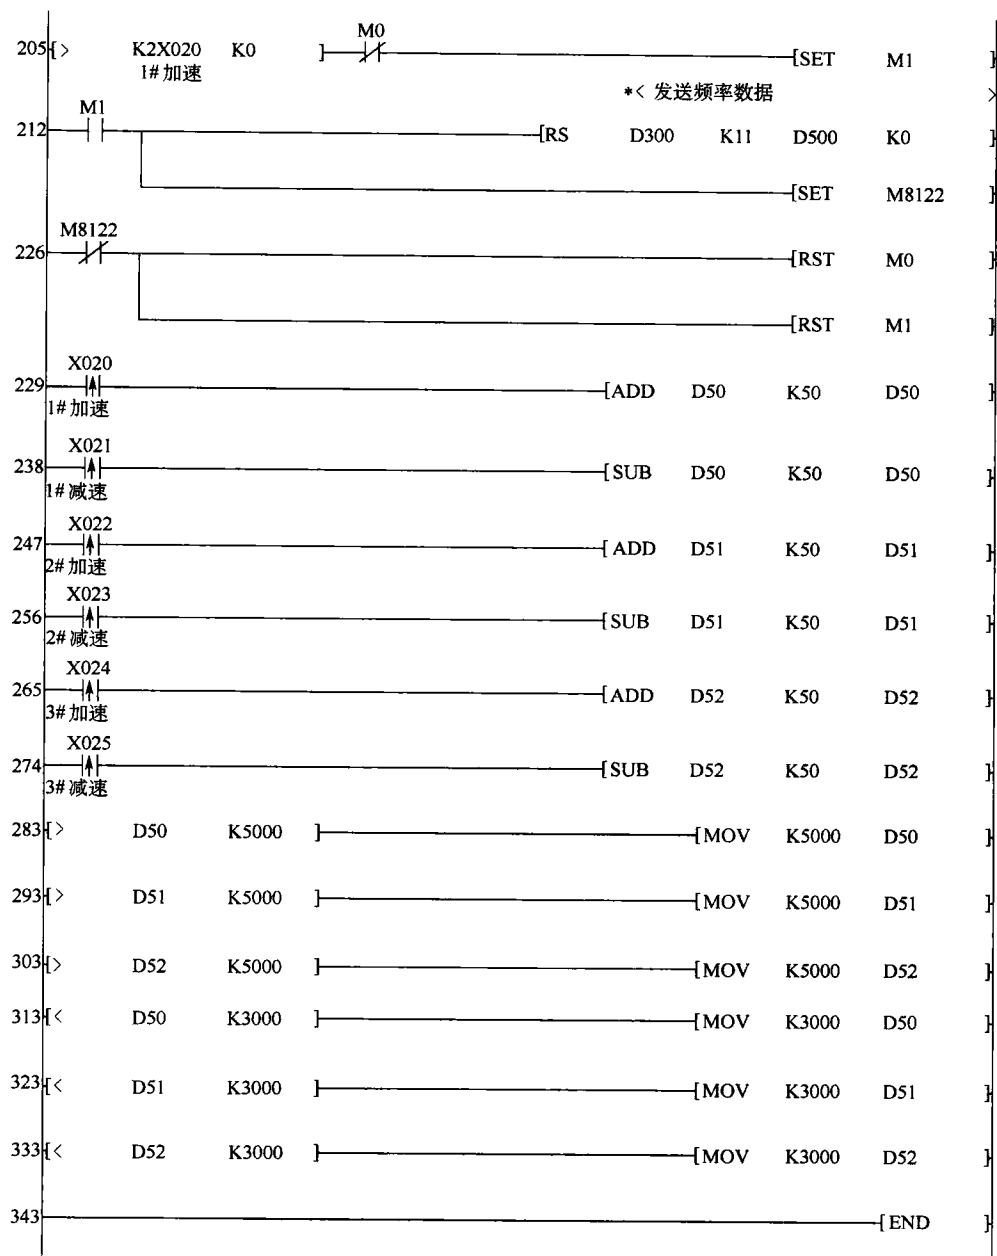 M0
205 [> K2X020 K0 ] [SET M1 ]
1#加速
*< 发送频率数据 >
M1
212 [RS D300 K11 D500 K0 ]
[SET M8122 ]
M8122
226 [RST M0 ]
[RST M1 ]
X020
229 [ADD D50 K50 D50 ]
1#加速
X021
238 [SUB D50 K50 D50 ]
1#减速
X022
247 [ADD D51 K50 D51 ]
2#加速
X023
256 [SUB D51 K50 D51 ]
2#减速
X024
265 [ADD D52 K50 D52 ]
3#加速
X025
274 [SUB D52 K50 D52 ]
3#减速
283 [> D50 K5000 ] [MOV K5000 D50 ]
293 [> D51 K5000 ] [MOV K5000 D51 ]
303 [> D52 K5000 ] [MOV K5000 D52 ]
313 [< D50 K3000 ] [MOV K3000 D50 ]
323 [< D51 K3000 ] [MOV K3000 D51 ]
333 [< D52 K3000 ] [MOV K3000 D52 ]
343 [END ]